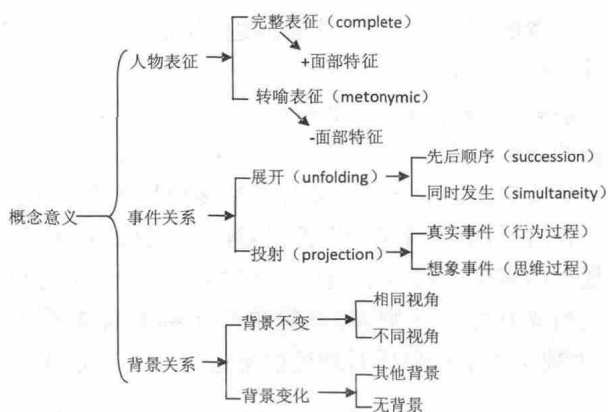 完整表征（complete）
人物表征
+面部特征
转喻表征（metonymic）
-面部特征
先后顺序（succession）
展开（unfolding）
同时发生（simultaneity）
概念意义
事件关系
真实事件（行为过程）
投射（projection）
想象事件（思维过程）
相同视角
背景不变
不同视角
背景关系
其他背景
背景变化
无背景